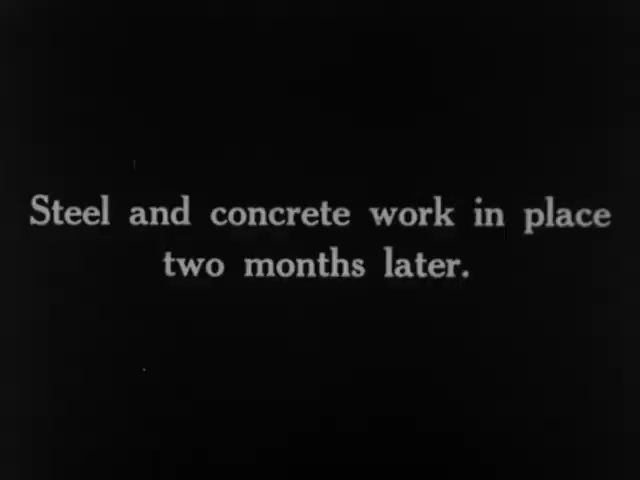 Steel and concrete work in place
two months later.